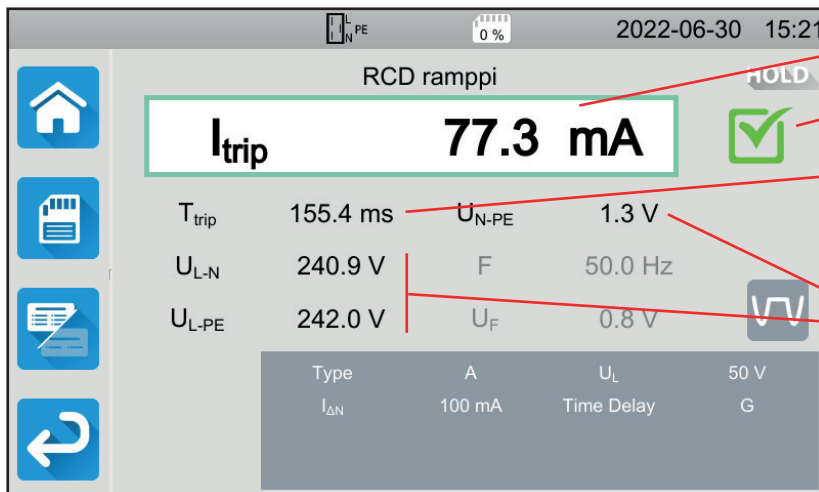 L N PE 0 % 2022-06-30 15:21
RCD ramppi HOLD
Itrip 77.3 mA
Ttrip 155.4 ms UN-PE 1.3 V
UL-N 240.9 V F 50.0 Hz
UL-PE 242.0 V UF 0.8 V
Type A UL 50 V
IΔN 100 mA Time Delay G